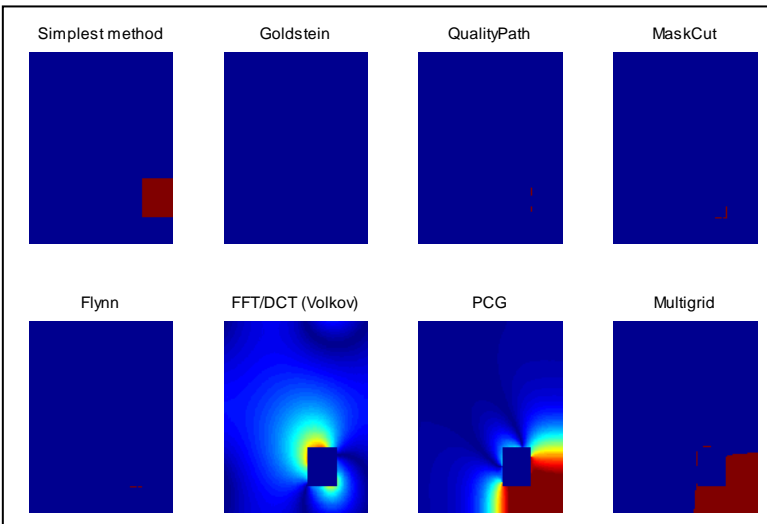 Simplest method
Goldstein
QualityPath
MaskCut
Flynn
FFT/DCT (Volkov)
PCG
Multigrid